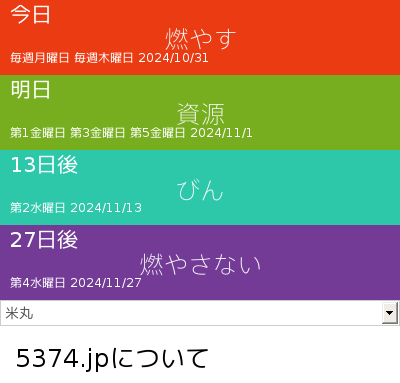 今日
燃やす
毎週月曜日 毎週木曜日 2024/10/31
明日
資源
第1金曜日 第3金曜日 第5金曜日 2024/11/1
13日後
びん
第2水曜日 2024/11/13
27日後
燃やさない
第4水曜日 2024/11/27
米丸
5374.jpについて